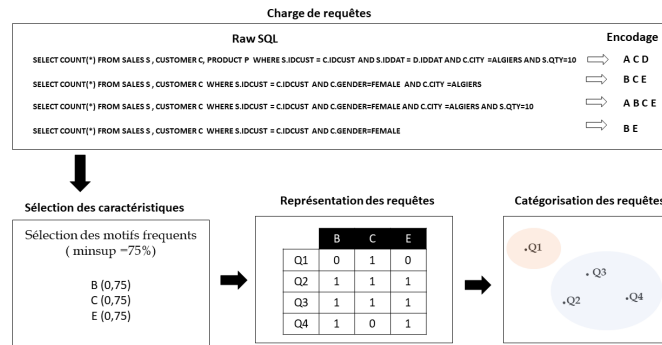 Charge de requêtes
Raw SQL
Encodage
SELECT COUNT(*) FROM SALES S , CUSTOMER C, PRODUCT P WHERE S.IDCUST = C.IDCUST AND S.IDDAT = D.IDDAT AND C.CITY =ALGIERS AND S.QTY=10
A C D
SELECT COUNT(*) FROM SALES S , CUSTOMER C WHERE S.IDCUST = C.IDCUST AND C.GENDER=FEMALE AND C.CITY =ALGIERS
B C E
SELECT COUNT(*) FROM SALES S , CUSTOMER C WHERE S.IDCUST = C.IDCUST AND C.GENDER=FEMALE AND C.CITY =ALGIERS AND S.QTY=10
A B C E
SELECT COUNT(*) FROM SALES S , CUSTOMER C WHERE S.IDCUST = C.IDCUST AND C.GENDER=FEMALE
B E
Sélection des caractéristiques
Sélection des motifs frequents
( minsup =75%)
B (0,75)
C (0,75)
E (0,75)
Représentation des requêtes
B C E
Q1 0 1 0
Q2 1 1 1
Q3 1 1 1
Q4 1 0 1
Catégorisation des requêtes
.Q1
. Q3
.Q2
.Q4